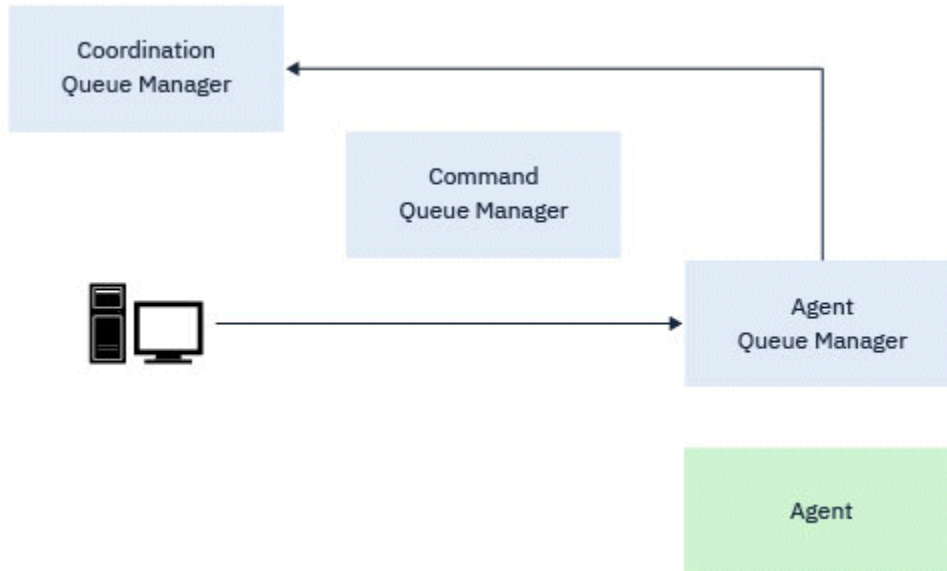 Coordination
Queue Manager
Command
Queue Manager
Agent
Queue Manager
Agent